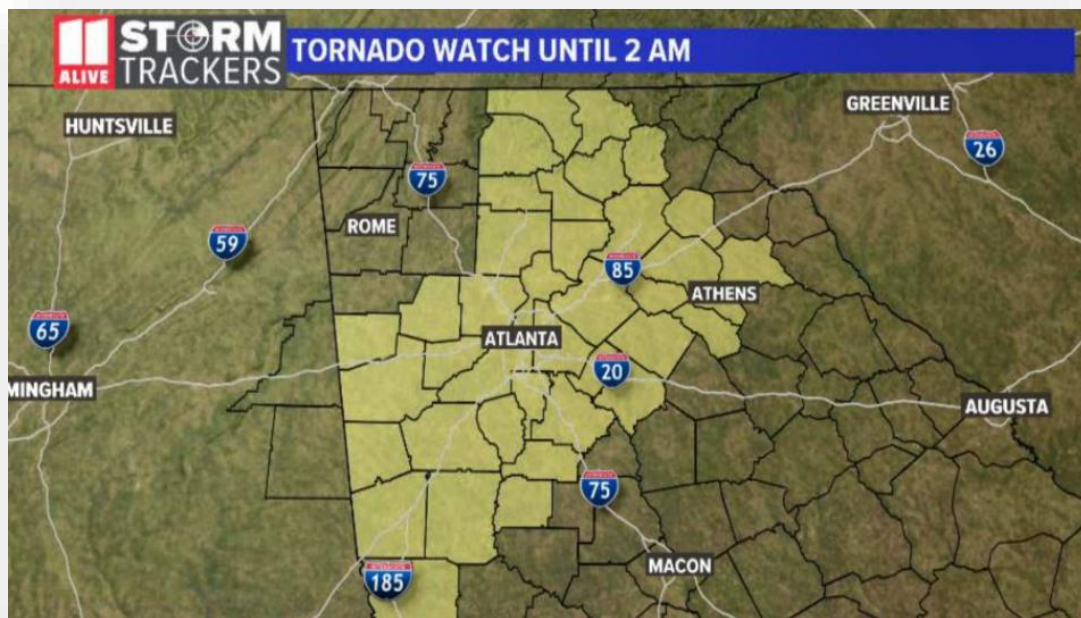 11
ALIVE
STORM
TRACKERS
TORNADO WATCH UNTIL 2 AM
HUNTSVILLE
GREENVILLE
26
75
ROME
59
85
ATHENS
65
ATLANTA
20
MINGHAM
AUGUSTA
75
MACON
185